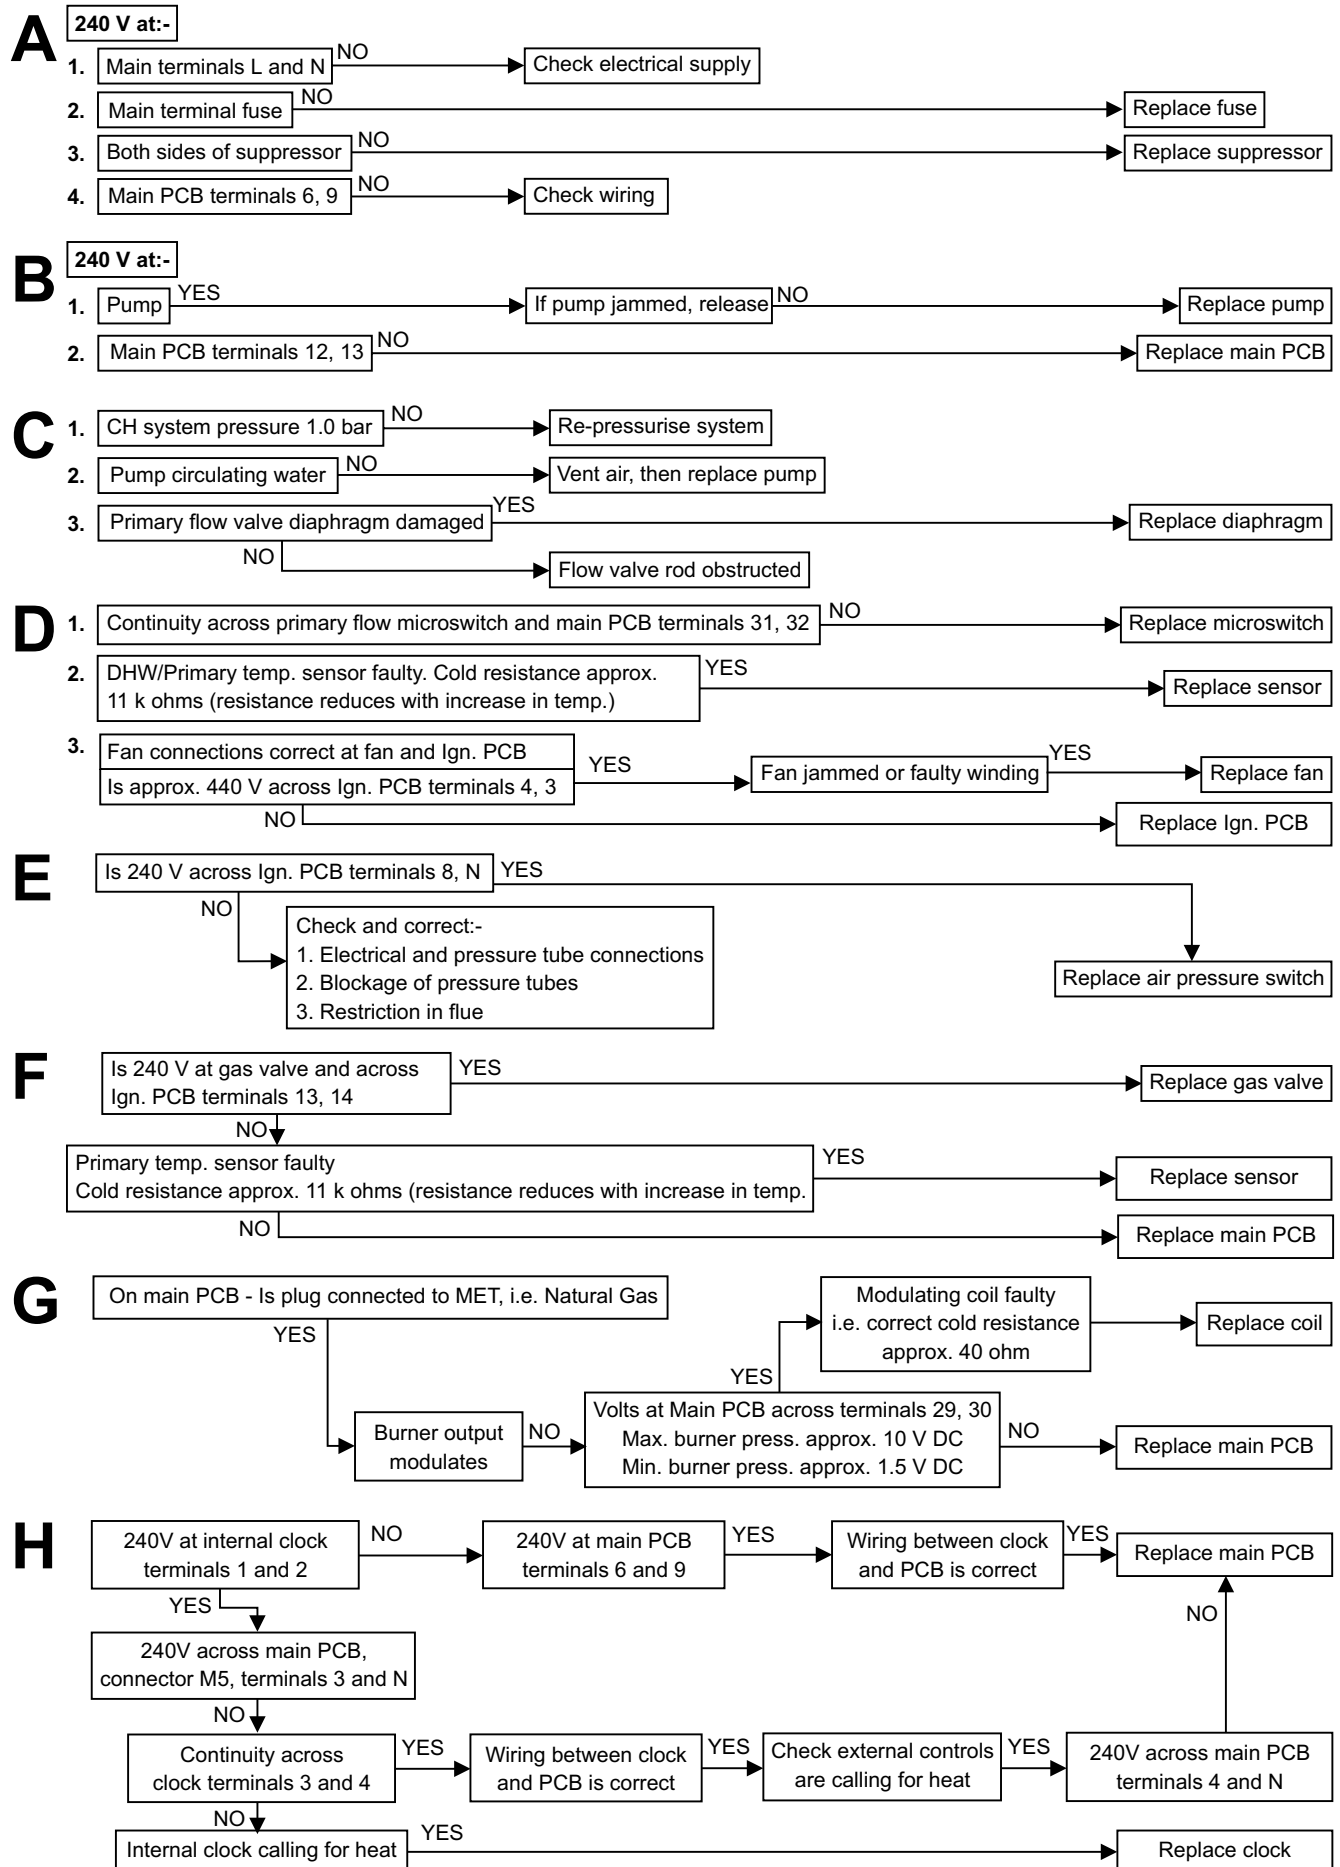 A
240 V at:-
1. Main terminals L and N NO Check electrical supply
2. Main terminal fuse NO Replace fuse
3. Both sides of suppressor NO Replace suppressor
4. Main PCB terminals 6, 9 NO Check wiring
B
240 V at:-
1. Pump YES If pump jammed, release NO Replace pump
2. Main PCB terminals 12, 13 NO Replace main PCB
C
1. CH system pressure 1.0 bar NO Re-pressurise system
2. Pump circulating water NO Vent air, then replace pump
3. Primary flow valve diaphragm damaged YES Replace diaphragm
NO Flow valve rod obstructed
D
1. Continuity across primary flow microswitch and main PCB terminals 31, 32 NO Replace microswitch
2. DHW/Primary temp. sensor faulty. Cold resistance approx.
11 k ohms (resistance reduces with increase in temp.)
YES Replace sensor
3. Fan connections correct at fan and Ign. PCB
Is approx. 440 V across Ign. PCB terminals 4, 3
YES Fan jammed or faulty winding YES Replace fan
NO Replace Ign. PCB
E
Is 240 V across Ign. PCB terminals 8, N YES
Replace air pressure switch
NO
Check and correct:-
1. Electrical and pressure tube connections
2. Blockage of pressure tubes
3. Restriction in flue
F
Is 240 V at gas valve and across
Ign. PCB terminals 13, 14
YES Replace gas valve
NO
Primary temp. sensor faulty
Cold resistance approx. 11 k ohms (resistance reduces with increase in temp.
YES Replace sensor
NO Replace main PCB
G
On main PCB - Is plug connected to MET, i.e. Natural Gas
YES
Burner output
modulates
NO
Volts at Main PCB across terminals 29, 30
Max. burner press. approx. 10 V DC
Min. burner press. approx. 1.5 V DC
YES
Modulating coil faulty
i.e. correct cold resistance
approx. 40 ohm
Replace coil
NO Replace main PCB
H
240V at internal clock
terminals 1 and 2
NO
240V at main PCB
terminals 6 and 9
YES
Wiring between clock
and PCB is correct
YES
Replace main PCB
YES
240V across main PCB,
connector M5, terminals 3 and N
NO
Continuity across
clock terminals 3 and 4
YES
Wiring between clock
and PCB is correct
YES
Check external controls
are calling for heat
YES
240V across main PCB
terminals 4 and N
NO
NO
Internal clock calling for heat YES Replace clock